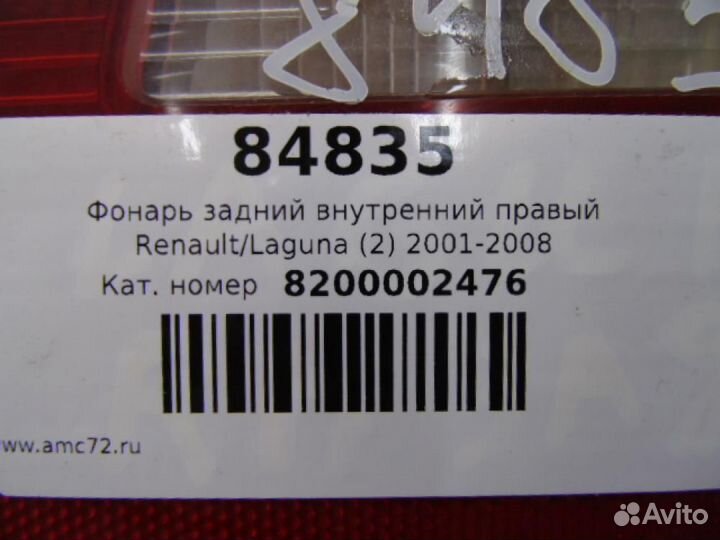 84835
Фонарь задний внутренний правый
Renault/Laguna (2) 2001-2008
Кат. номер 8200002476
www.amc72.ru
Avito